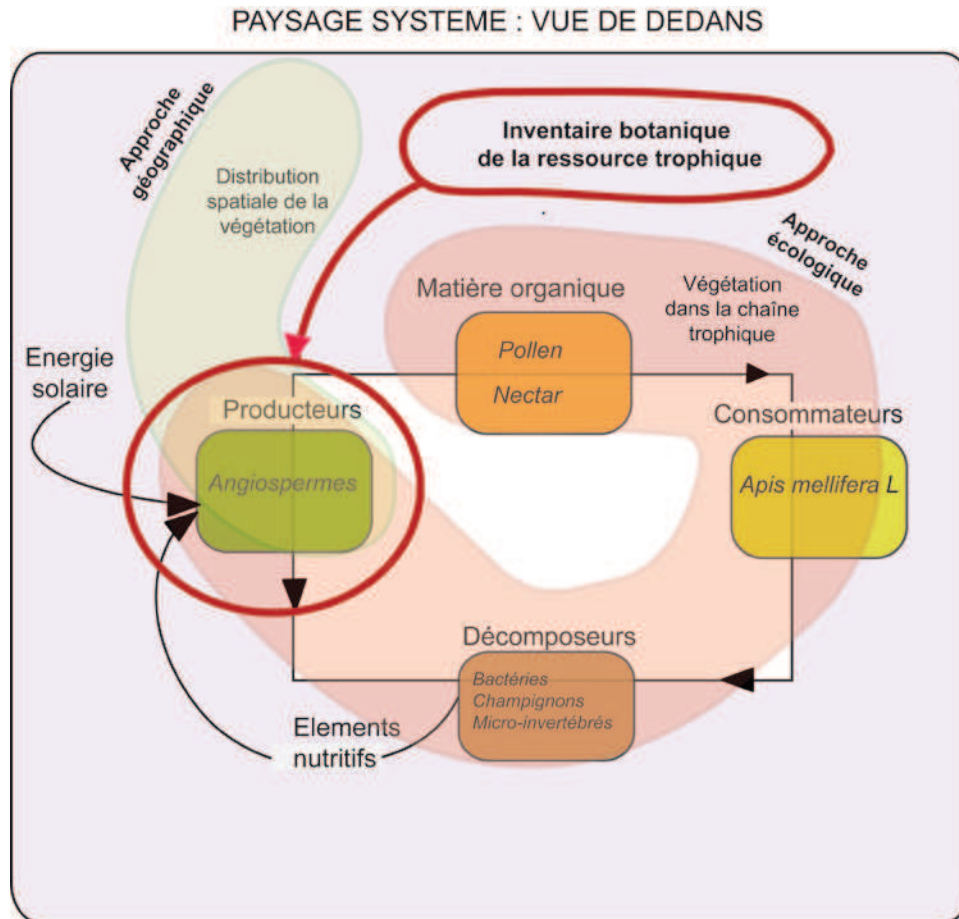 PAYSAGE SYSTEME : VUE DE DEDANS
Approche
géographique
Distribution
spatiale de la
végétation
Inventaire botanique
de la ressource trophique
Approche
écologique
Matière organique
Végétation
dans la chaîne
trophique
Pollen
Nectar
Energie
solaire
Producteurs
Angiospermes
Consommateurs
Apis mellifera L
Décomposeurs
Bactéries
Champignons
Micro-invertébrés
Elements
nutritifs